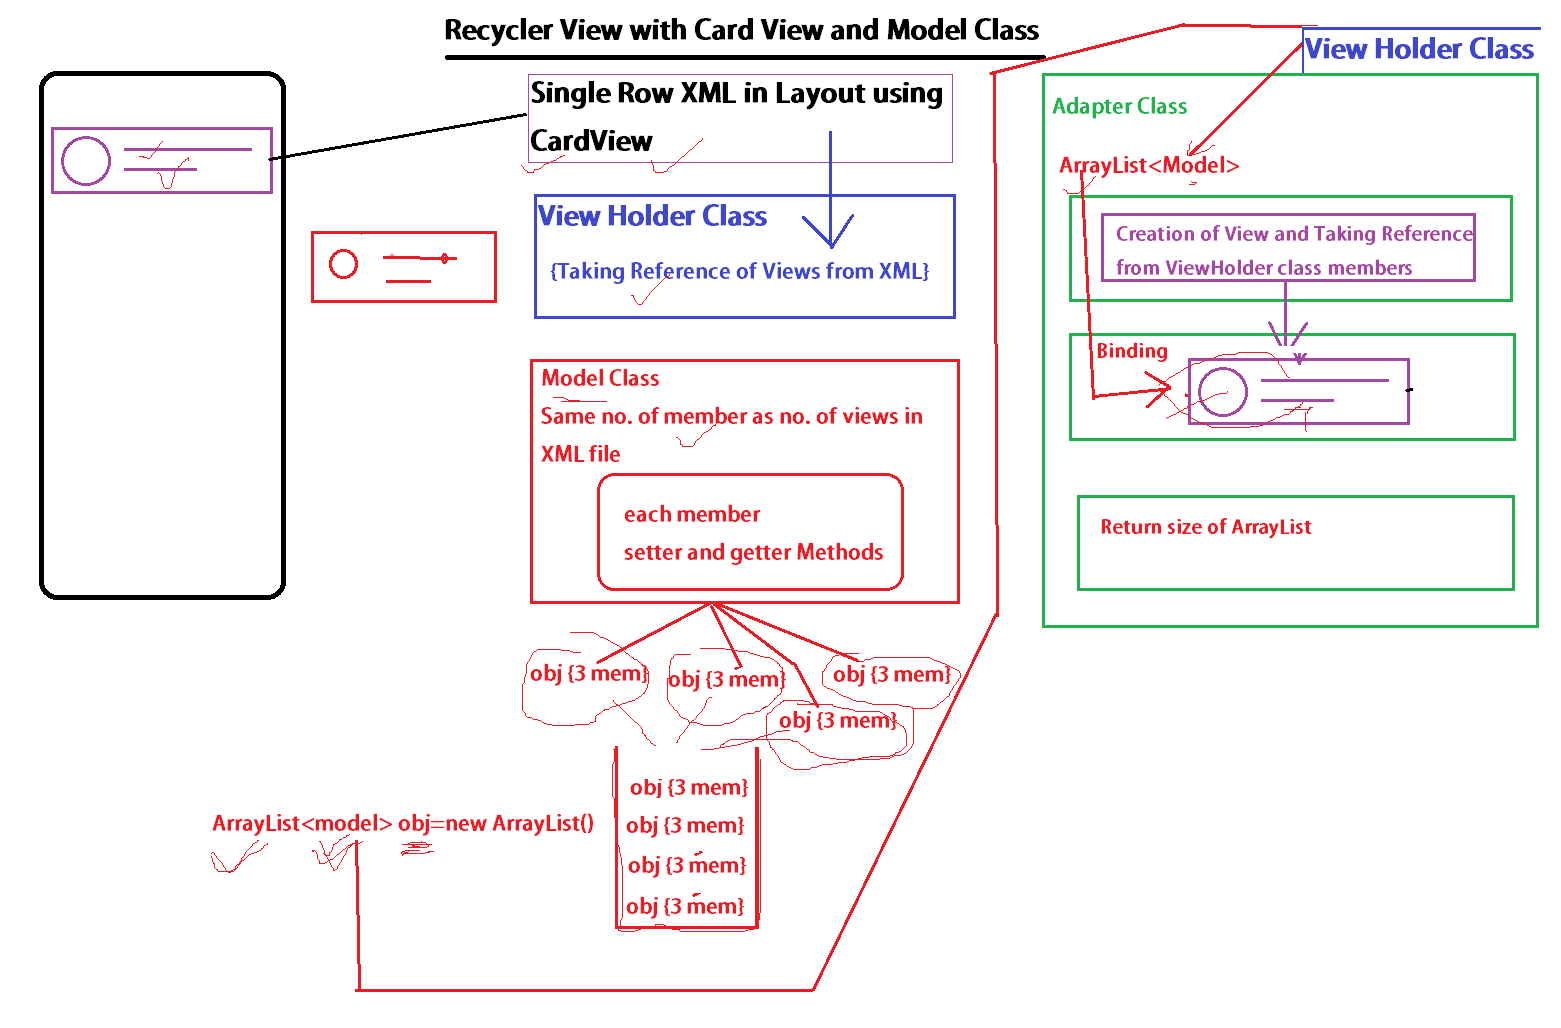 Recycler View with Card View and Model Class
View Holder Class
Single Row XML in Layout using
CardView
Adapter Class
ArrayList<Model>
View Holder Class
{Taking Reference of Views from XML}
Creation of View and Taking Reference
from ViewHolder class members
Binding
Model Class
Same no. of member as no. of views in
XML file
each member
setter and getter Methods
Return size of ArrayList
obj {3 mem}
obj {3 mem}
obj {3 mem}
obj {3 mem}
obj {3 mem}
obj {3 mem}
obj {3 mem}
obj {3 mem}
ArrayList<model> obj=new ArrayList()